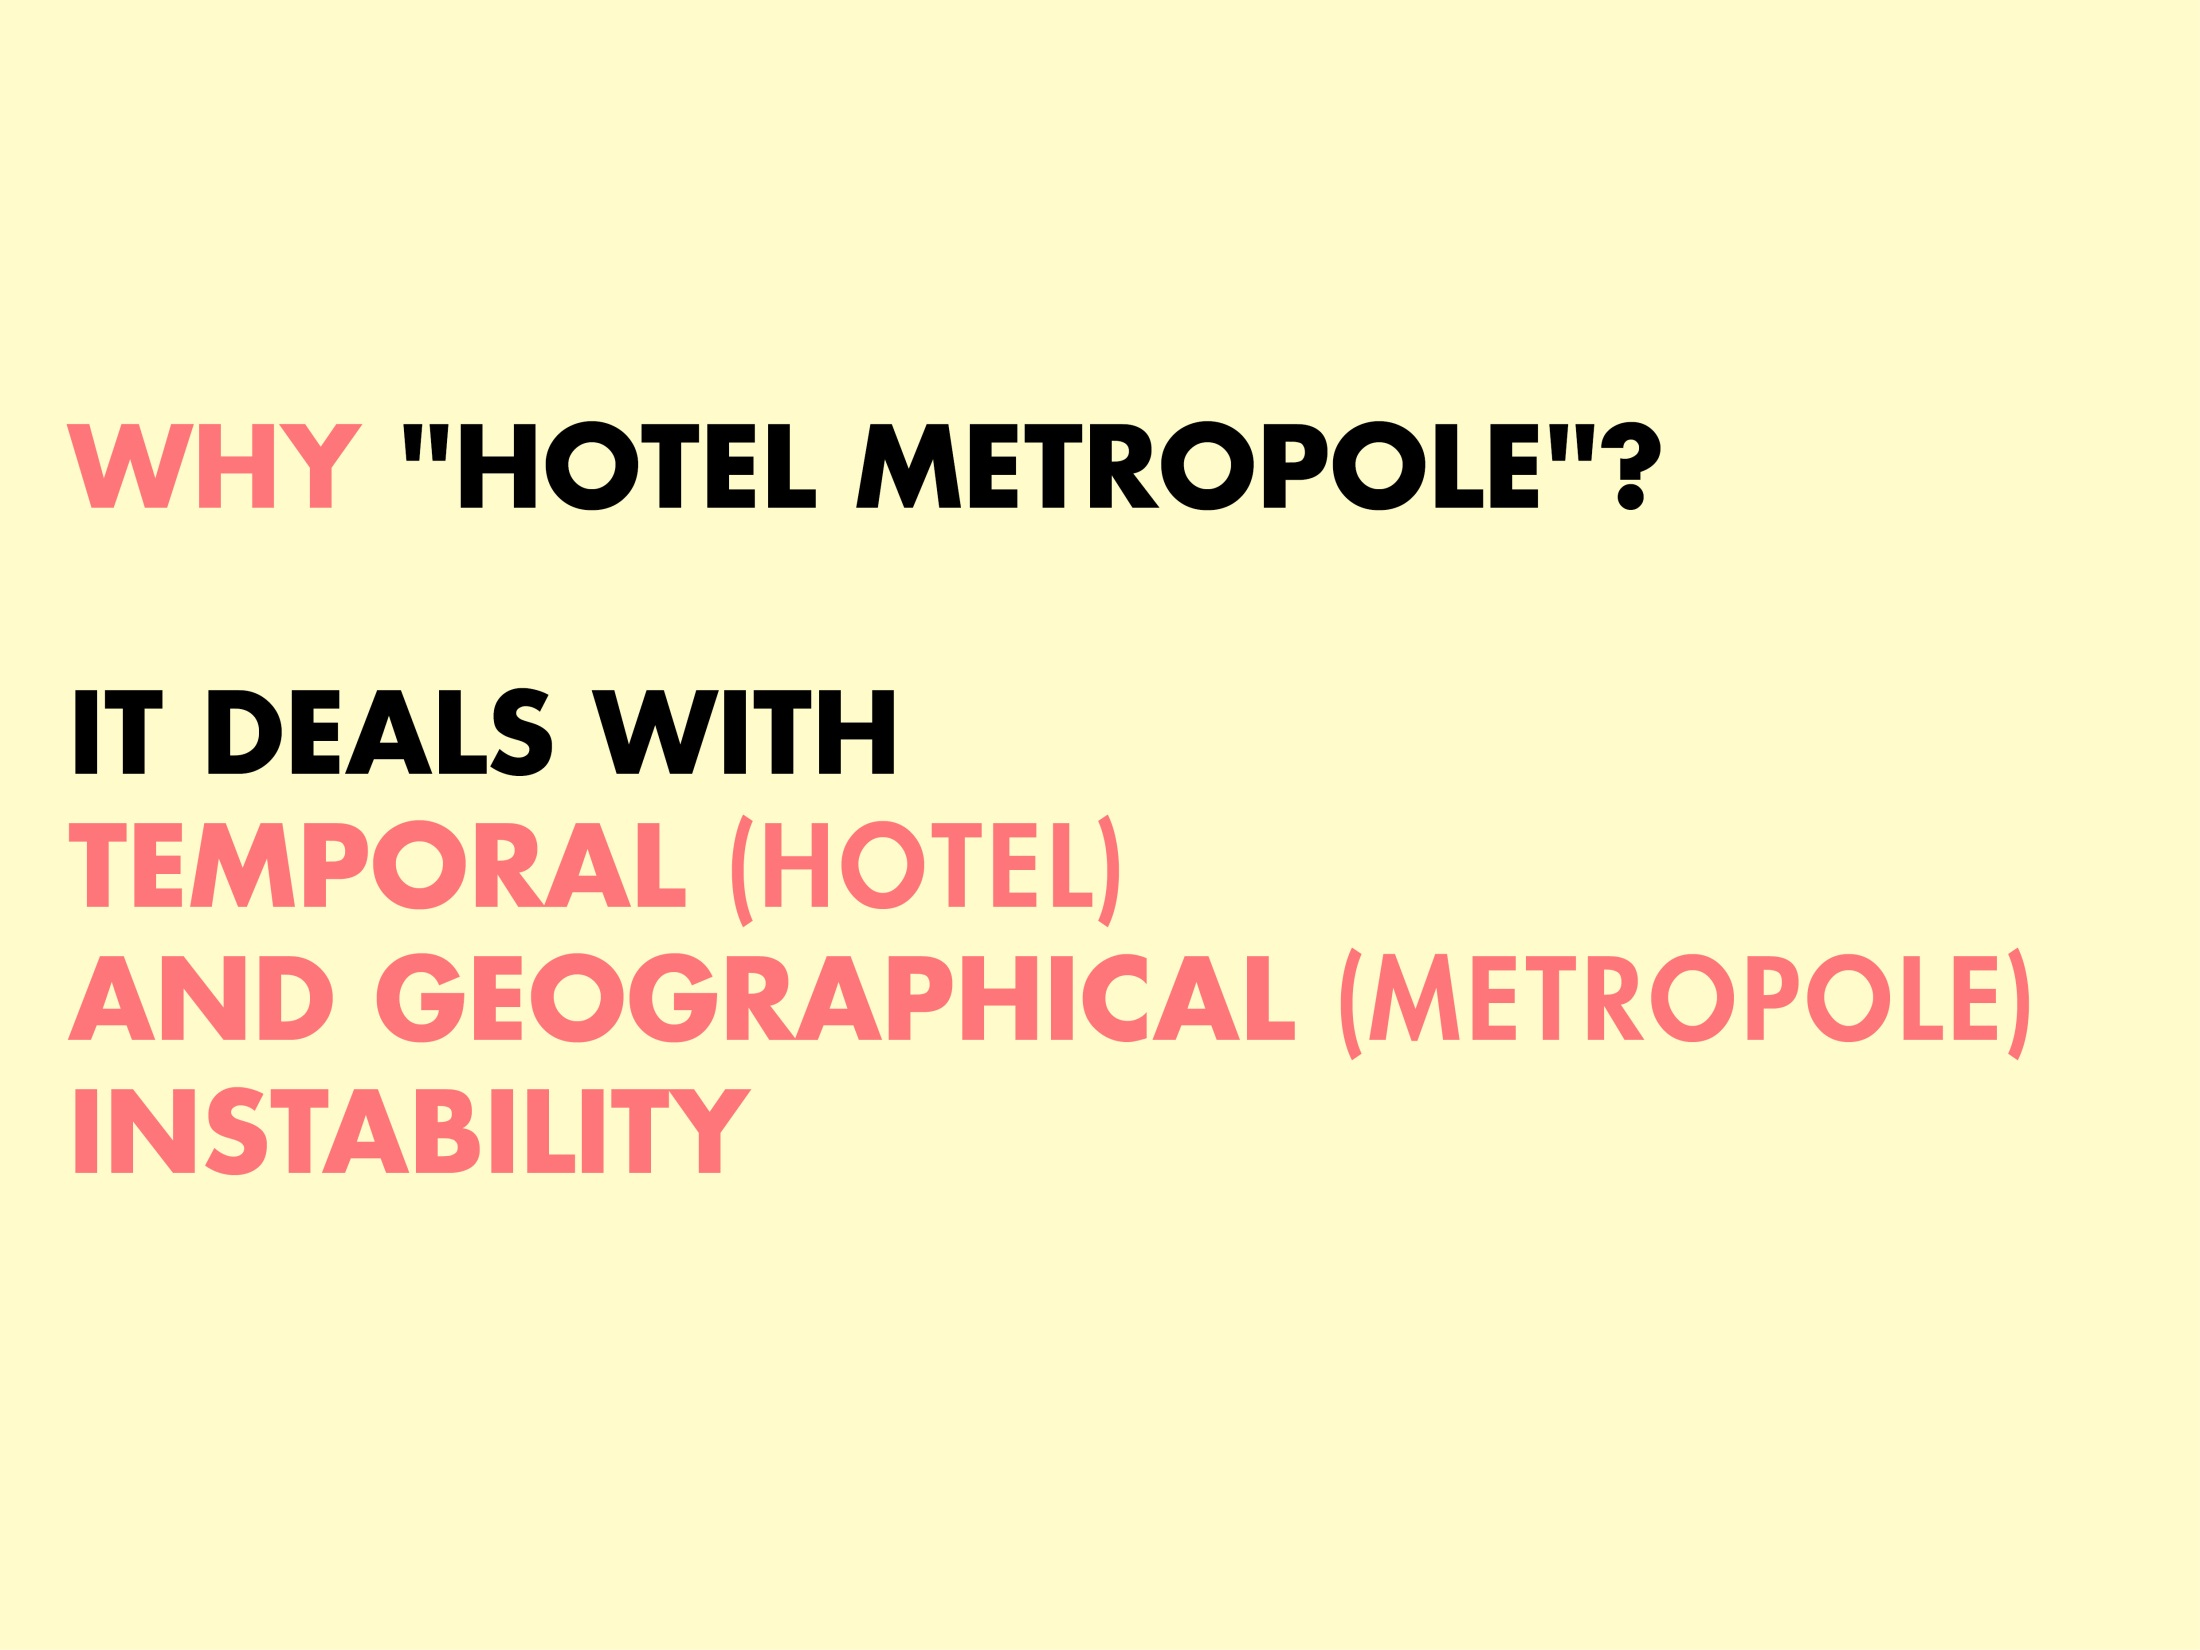 WHY "HOTEL METROPOLE"?
IT DEALS WITH
TEMPORAL (HOTEL)
AND GEOGRAPHICAL (METROPOLE)
INSTABILITY